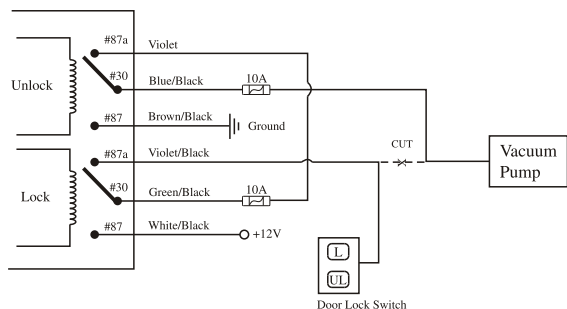 #87a Violet
Unlock
#30 Blue/Black 10A
#87 Brown/Black Ground
#87a Violet/Black CUT
Vacuum
Pump
Lock
#30 Green/Black 10A
#87 White/Black +12V
L
UL
Door Lock Switch